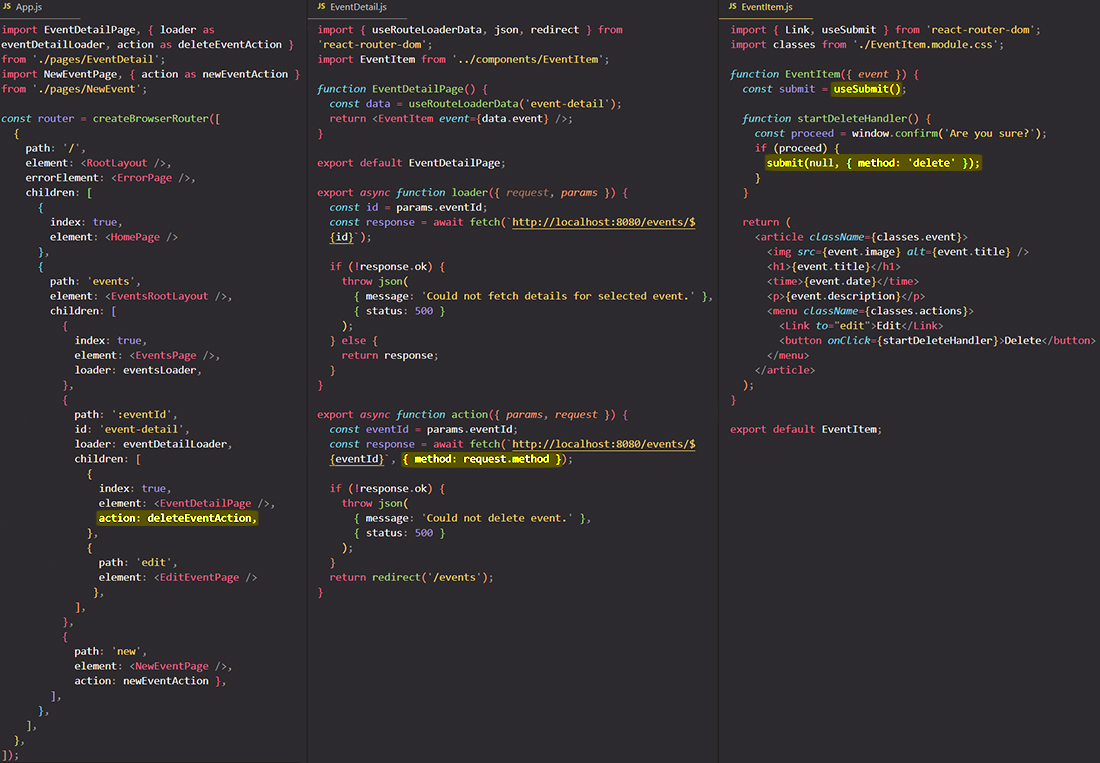 JS App.js
import EventDetailPage, { loader as
eventDetailLoader, action as deleteEventAction }
from './pages/EventDetail';
import NewEventPage, { action as newEventAction }
from './pages/NewEvent';
const router = createBrowserRouter([
{
path: '/',
element: <RootLayout />,
errorElement: <ErrorPage />,
children: [
{
index: true,
element: <HomePage />
},
{
path: 'events',
element: <EventsRootLayout />,
children: [
{
index: true,
element: <EventsPage />,
loader: eventsLoader,
},
{
path: ':eventId',
id: 'event-detail',
loader: eventDetailLoader,
children: [
{
index: true,
element: <EventDetailPage />,
action: deleteEventAction,
},
{
path: 'edit',
element: <EditEventPage />
},
],
},
{
path: 'new',
element: <NewEventPage />,
action: newEventAction },
],
},
],
},
]);
JS EventDetail.js
import { useRouteLoaderData, json, redirect } from
'react-router-dom';
import EventItem from '../components/EventItem';
function EventDetailPage() {
const data = useRouteLoaderData('event-detail');
return <EventItem event={data.event} />;
}
export default EventDetailPage;
export async function loader({ request, params }) {
const id = params.eventId;
const response = await fetch(`http://localhost:8080/events/$
{id}`);
if (!response.ok) {
throw json(
{ message: 'Could not fetch details for selected event.' },
{ status: 500 }
);
} else {
return response;
}
}
export async function action({ params, request }) {
const eventId = params.eventId;
const response = await fetch(`http://localhost:8080/events/$
{eventId}`, { method: request.method });
if (!response.ok) {
throw json(
{ message: 'Could not delete event.' },
{ status: 500 }
);
}
return redirect('/events');
}
JS EventItem.js
import { Link, useSubmit } from 'react-router-dom';
import classes from './EventItem.module.css';
function EventItem({ event }) {
const submit = useSubmit();
function startDeleteHandler() {
const proceed = window.confirm('Are you sure?');
if (proceed) {
submit(null, { method: 'delete' });
}
}
return (
<article className={classes.event}>
<img src={event.image} alt={event.title} />
<h1>{event.title}</h1>
<time>{event.date}</time>
<p>{event.description}</p>
<menu className={classes.actions}>
<Link to="edit">Edit</Link>
<button onClick={startDeleteHandler}>Delete</button>
</menu>
</article>
);
}
export default EventItem;